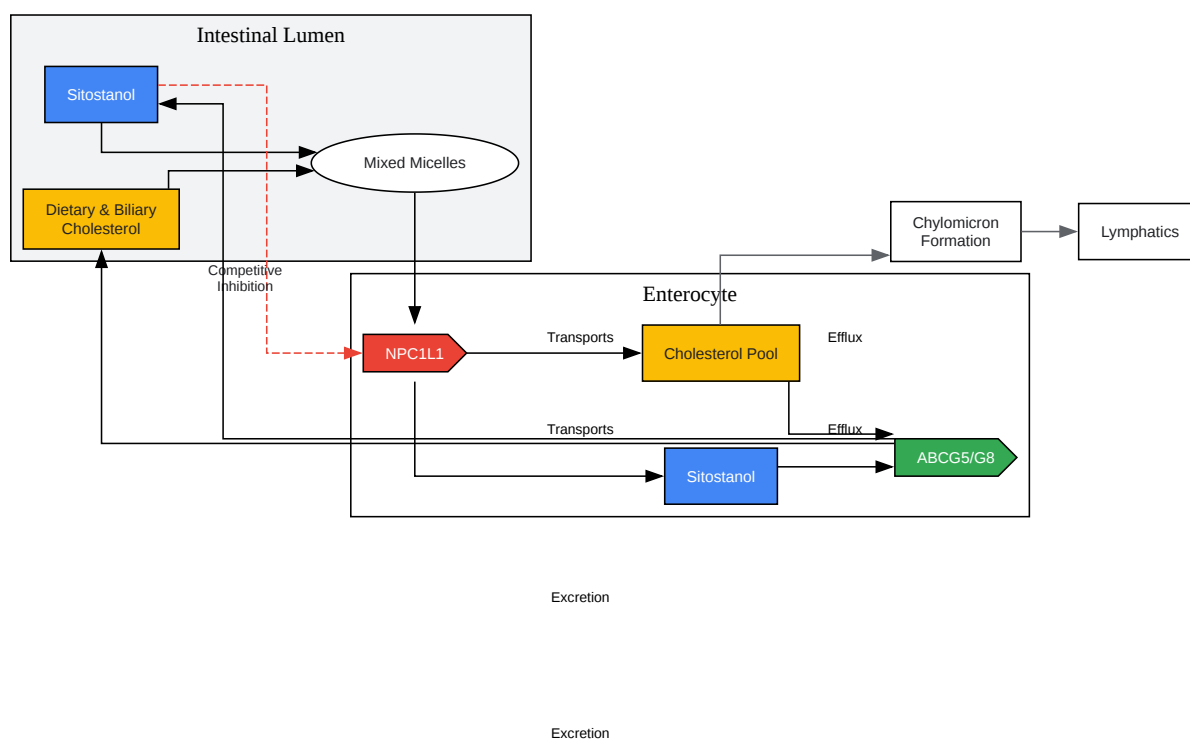 Intestinal Lumen
Sitostanol
Mixed Micelles
Dietary & Biliary
Cholesterol
Chylomicron
Formation
Lymphatics
Competitive
Inhibition
Enterocyte
Transports
Efflux
NPC1L1
Cholesterol Pool
Transports
Efflux
ABCG5/G8
Sitostanol
Excretion
Excretion